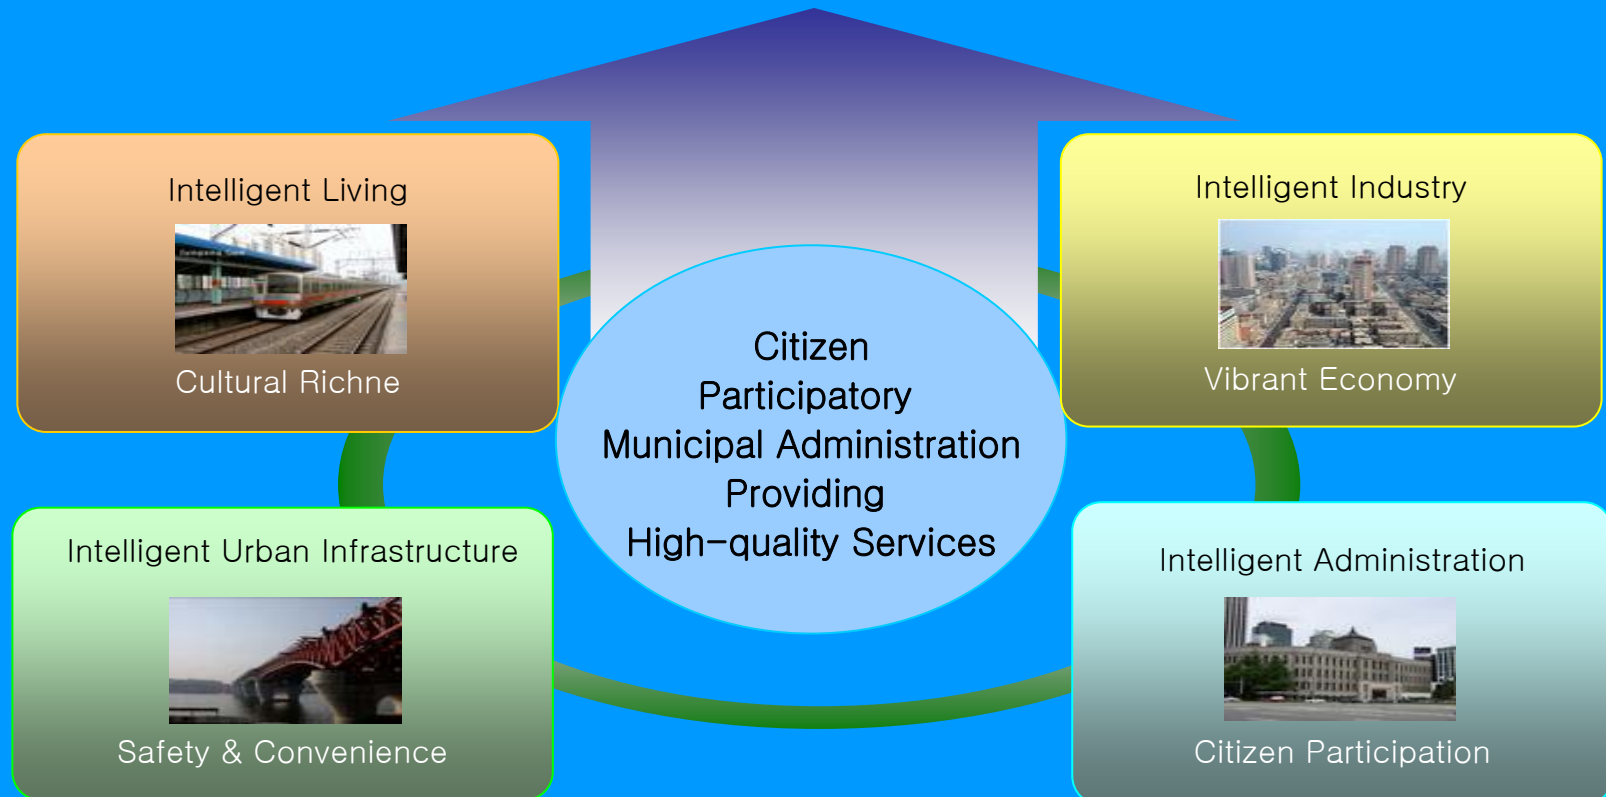 Intelligent Living
Cultural Richne
Intelligent Industry
Vibrant Economy
Citizen
Participatory
Municipal Administration
Providing
High-quality Services
Intelligent Urban Infrastructure
Safety & Convenience
Intelligent Administration
Citizen Participation